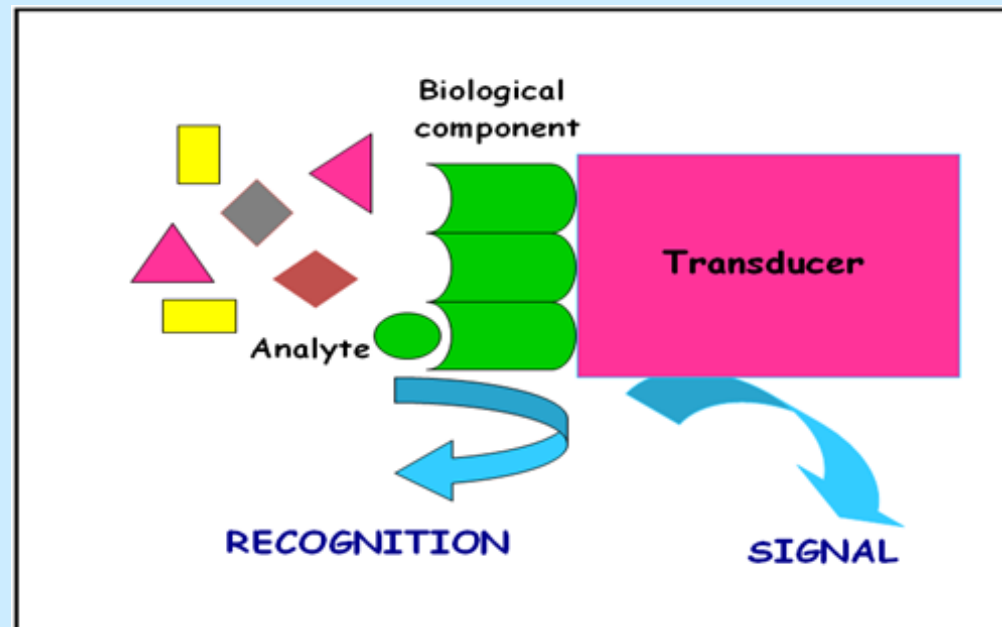 Biological
component
Transducer
Analyte
RECOGNITION
SIGNAL